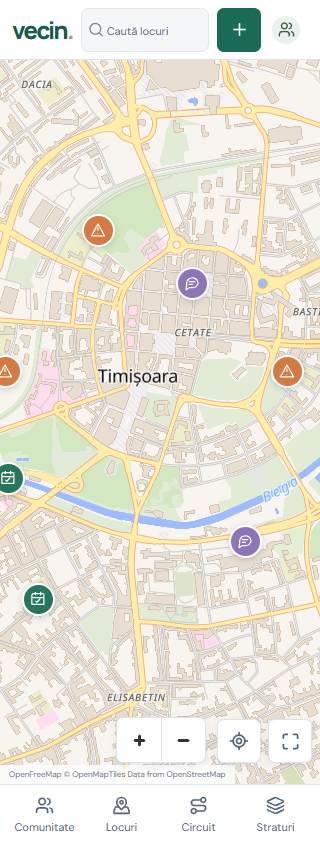 vecin.
Caută locuri
DACIA
CETATE
BASTI
Timișoara
Bega
ELISABETIN
OpenFreeMap © OpenMapTiles Data from OpenStreetMap
Comunitate
Locuri
Circuit
Straturi